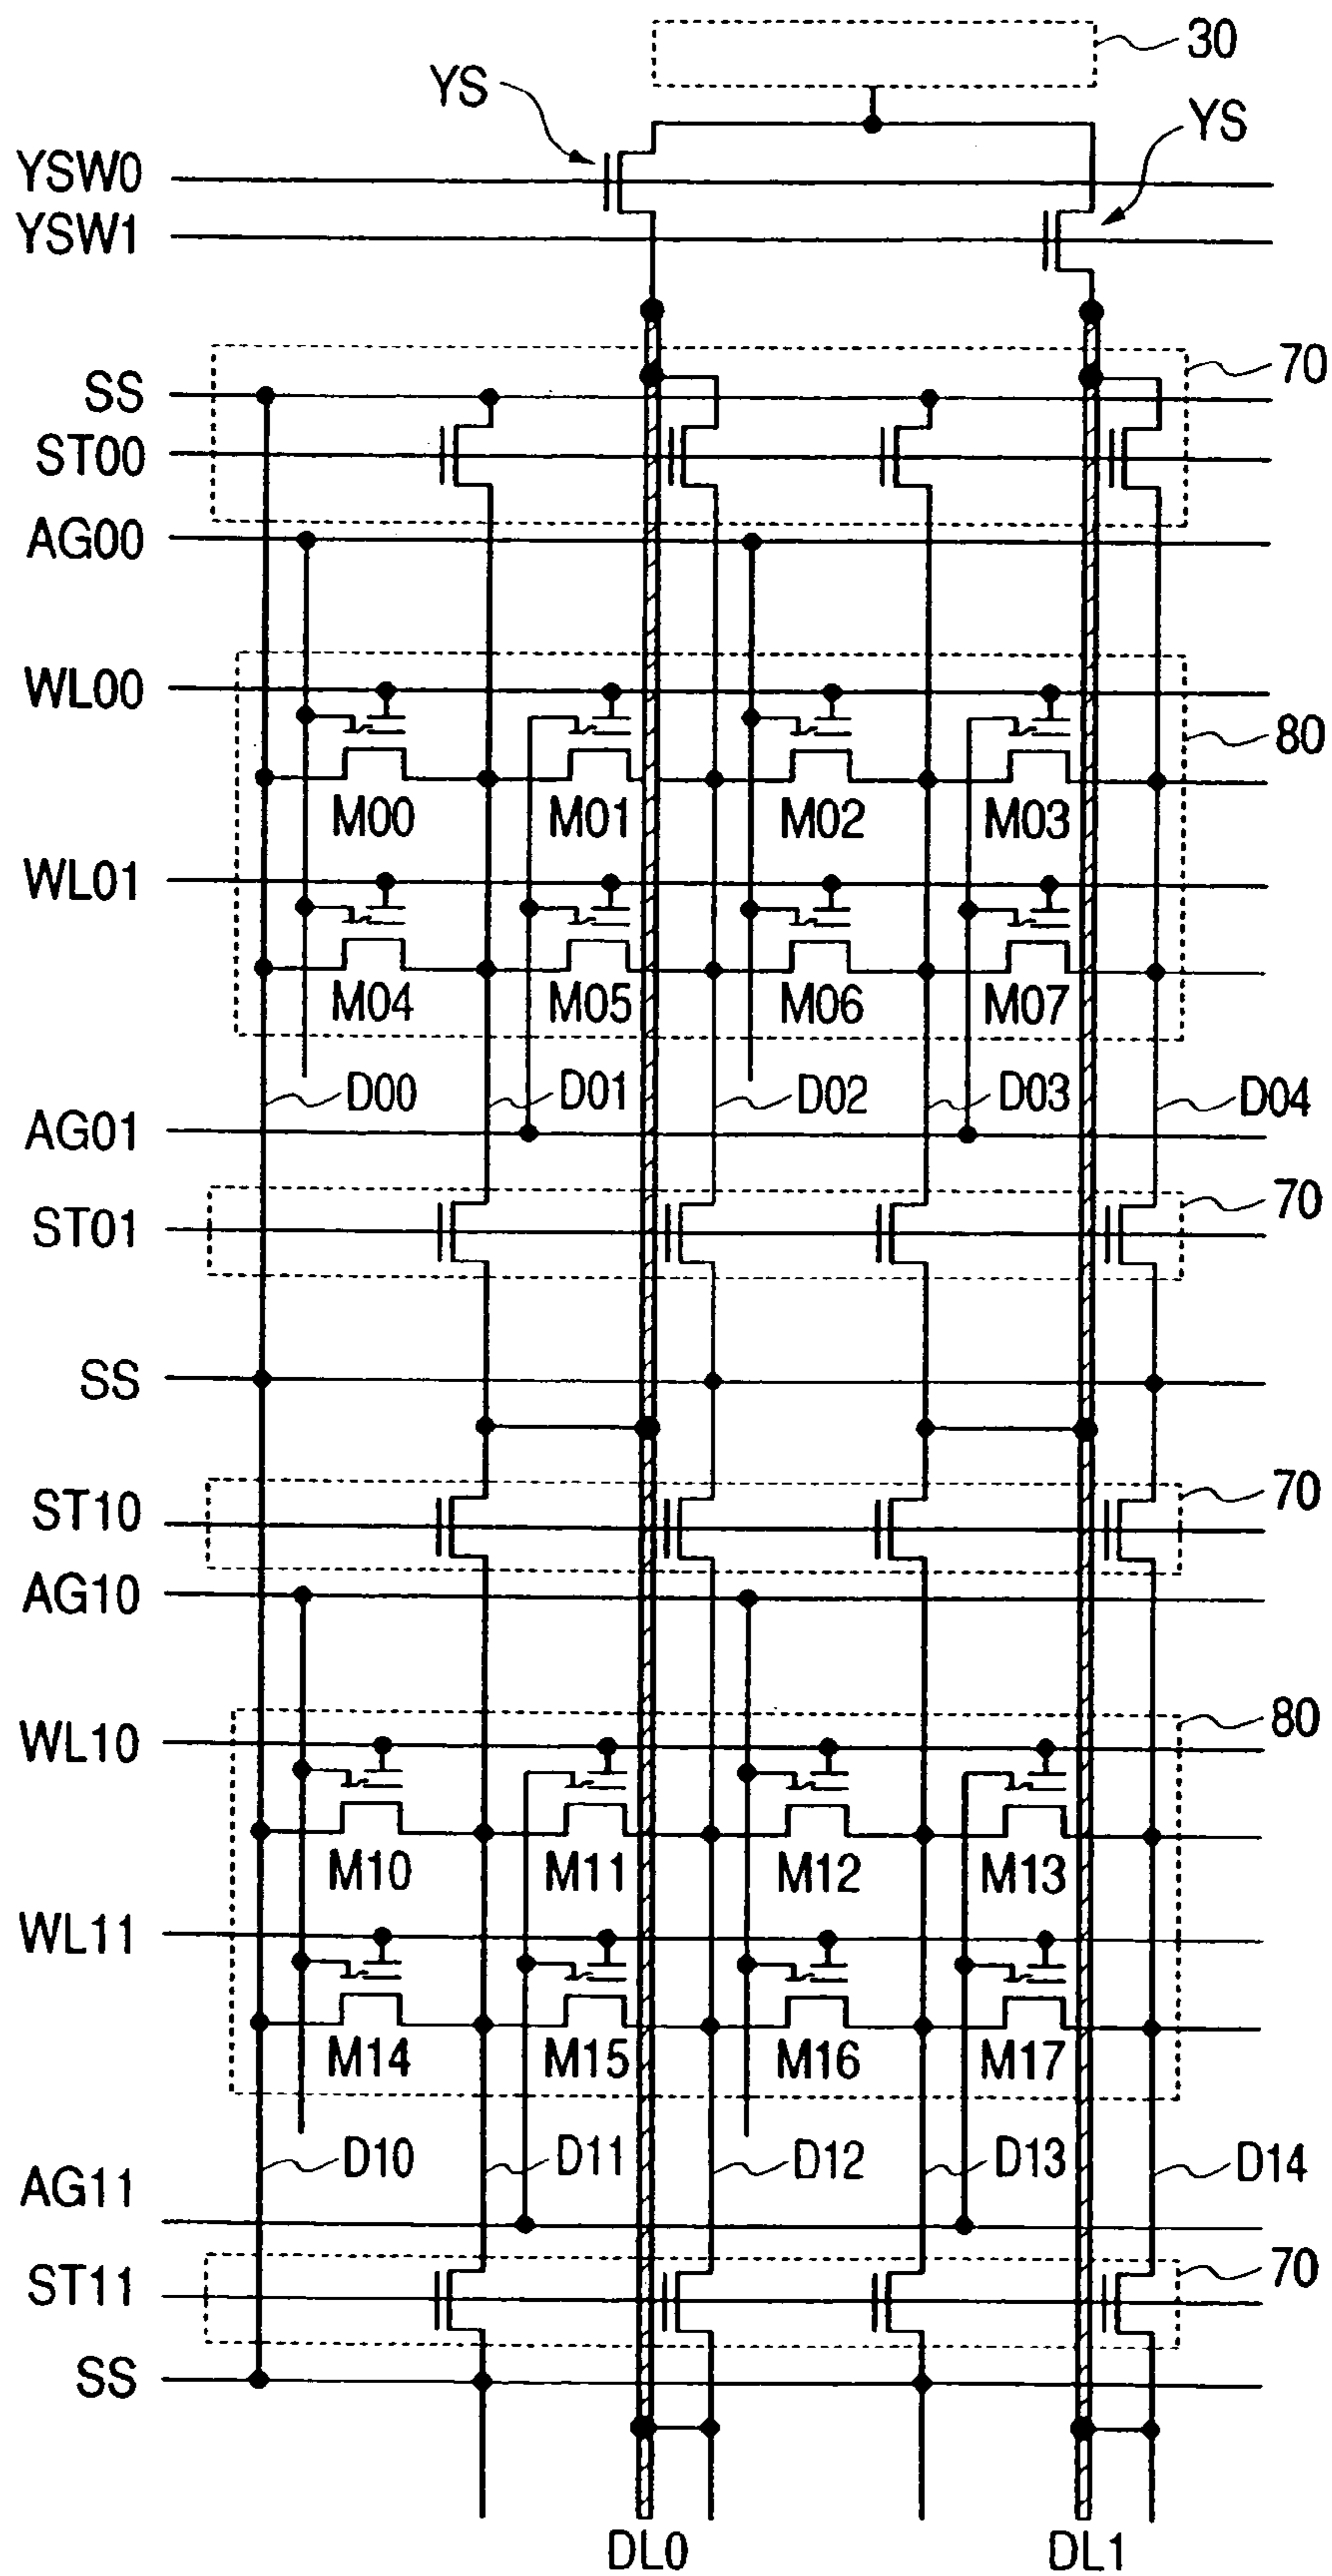 30
YS
YS
YSW0
YSW1
70
SS
ST00
AG00
WL00
80
M00 M01 M02 M03
WL01
M04 M05 M06 M07
D00 D01 D02 D03 D04
AG01
70
ST01
SS
70
ST10
AG10
80
WL10
M10 M11 M12 M13
WL11
M14 M15 M16 M17
D10 D11 D12 D13 D14
AG11
70
ST11
SS
DL0 DL1